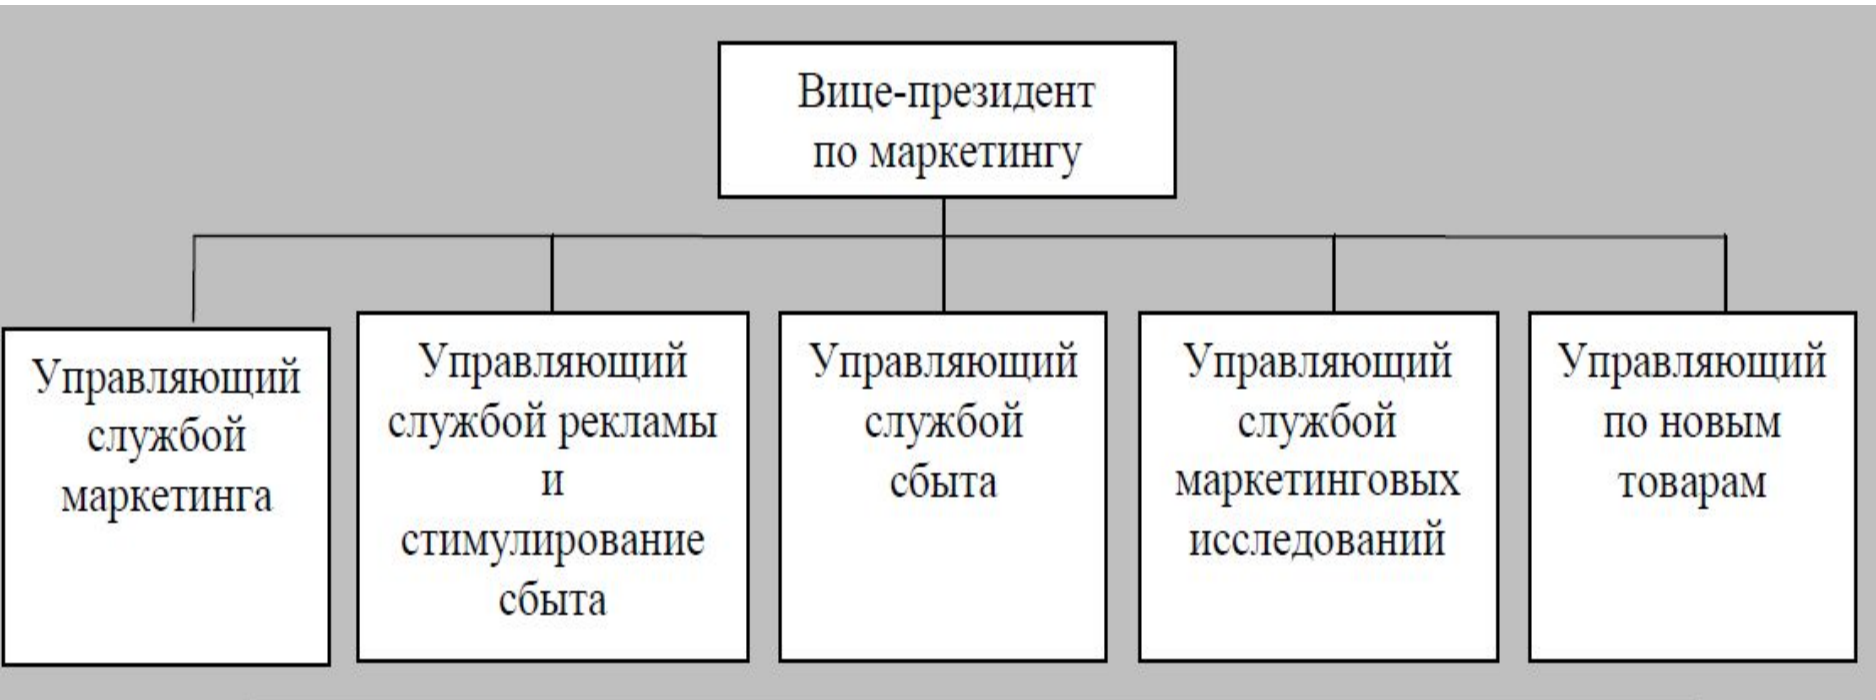 Вице-президент
по маркетингу
Управляющий
службой
маркетинга
Управляющий
службой рекламы
и
стимулирование
сбыта
Управляющий
службой
сбыта
Управляющий
службой
маркетинговых
исследований
Управляющий
по новым
товарам